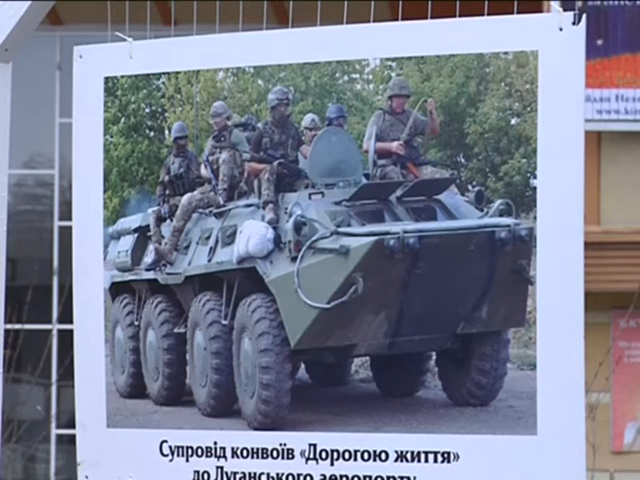 Супровід конвоїв «Дорогою життя»
до Луганського аеропорту